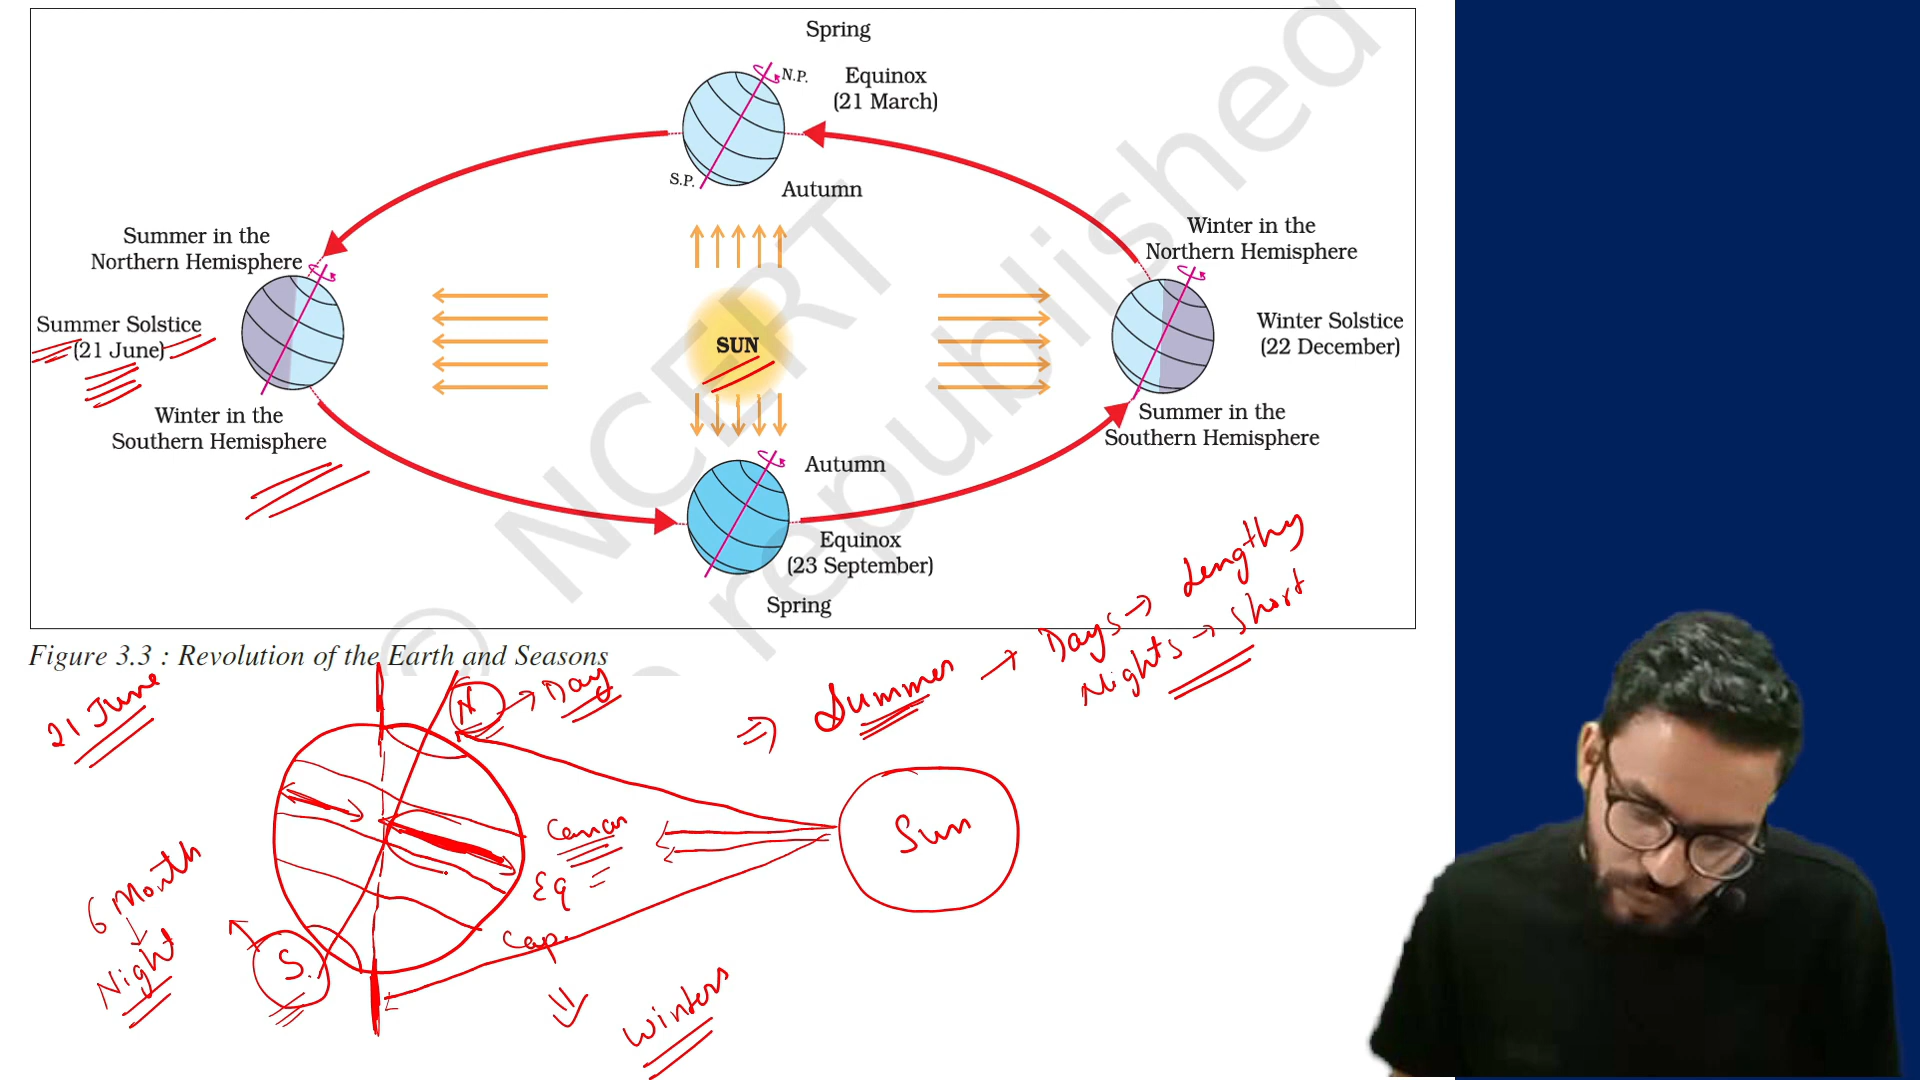 Spring
N.P.
Equinox
(21 March)
S.P.
Autumn
Summer in the
Northern Hemisphere
Winter in the
Northern Hemisphere
Summer Solstice
(21 June)
SUN
Winter Solstice
(22 December)
Winter in the
Southern Hemisphere
Summer in the
Southern Hemisphere
Autumn
Equinox
(23 September)
Spring
© NCERT
republished
Figure 3.3 : Revolution of the Earth and Seasons
21 June
N → Day
⇒ Summer → Days → Lengthy
Nights → Short
Sun
Cancer
Eq
Cap.
6 Month
Night
S.
Winters